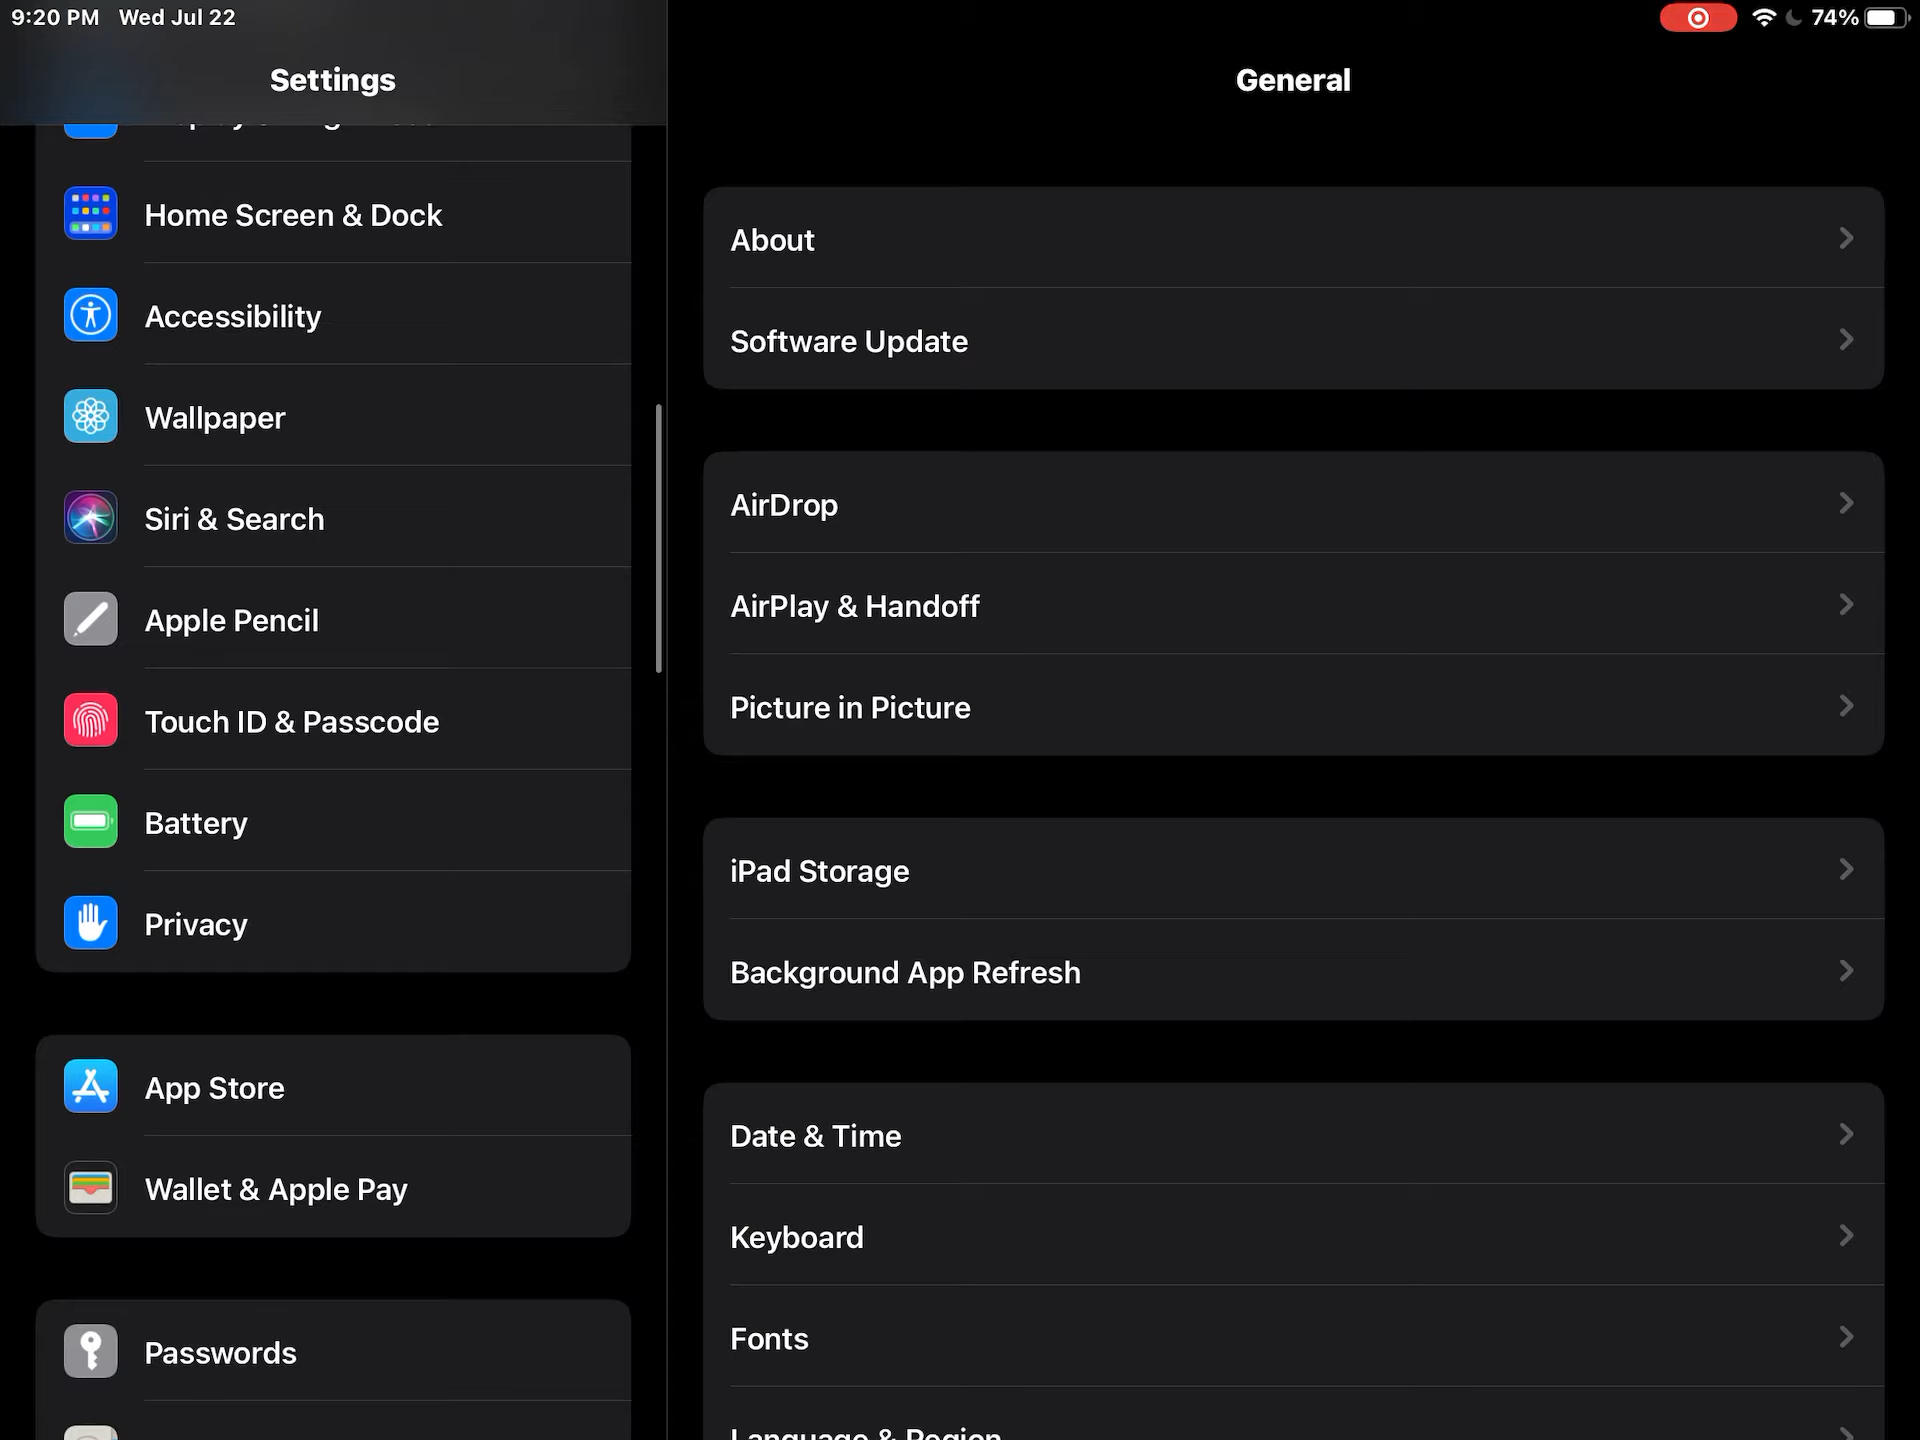 9:20 PM Wed Jul 22
74%
Settings
Home Screen & Dock
Accessibility
Wallpaper
Siri & Search
Apple Pencil
Touch ID & Passcode
Battery
Privacy
App Store
Wallet & Apple Pay
Passwords
General
About
Software Update
AirDrop
AirPlay & Handoff
Picture in Picture
iPad Storage
Background App Refresh
Date & Time
Keyboard
Fonts
Language & Region